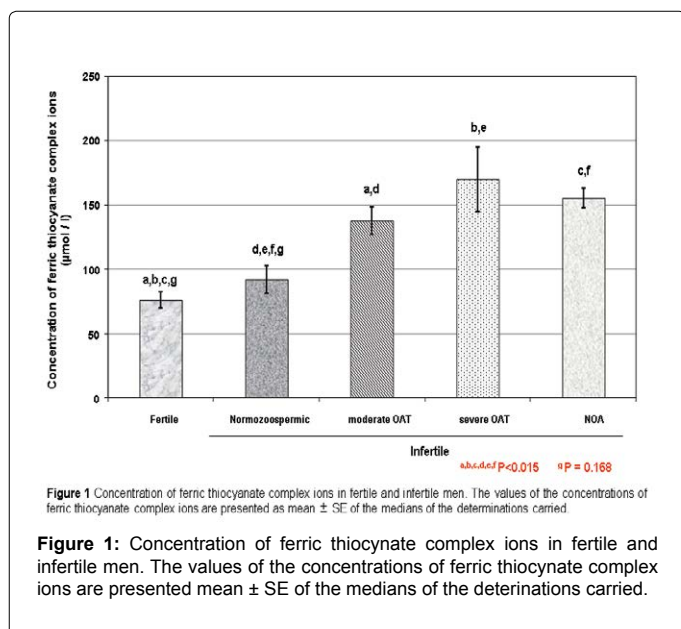 250
200
150
100
50
0
Concentration of ferric thiocyanate complex ions
(µmol / l)
a,b,c,g
d,e,f,g
a,d
b,e
c,f
Fertile
Normozoospermic
moderate OAT
severe OAT
NOA
Infertile
a,b,c,d,e,f P<0.015 g P = 0.168
Figure 1 Concentration of ferric thiocyanate complex ions in fertile and infertile men. The values of the concentrations of
ferric thiocyanate complex ions are presented as mean ± SE of the medians of the determinations carried.
Figure 1: Concentration of ferric thiocynate complex ions in fertile and
infertile men. The values of the concentrations of ferric thiocynate complex
ions are presented mean ± SE of the medians of the deterinations carried.